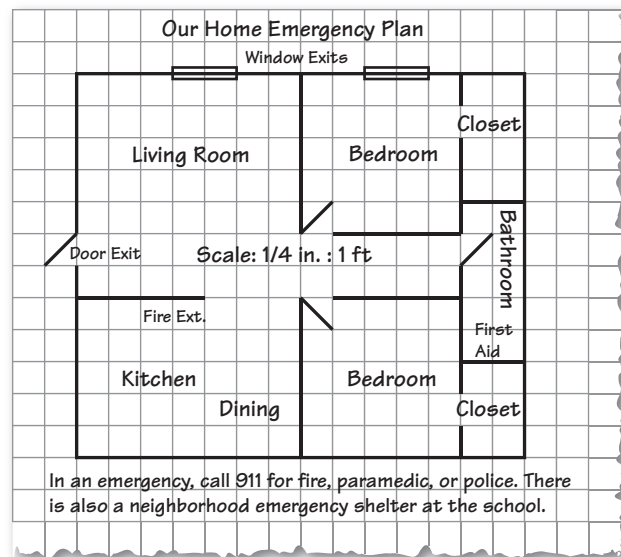 Our Home Emergency Plan
Window Exits
Closet
Living Room
Bedroom
Bathroom
Door Exit
Scale: 1/4 in. : 1 ft
Fire Ext.
First
Aid
Kitchen
Bedroom
Dining
Closet
In an emergency, call 911 for fire, paramedic, or police. There
is also a neighborhood emergency shelter at the school.